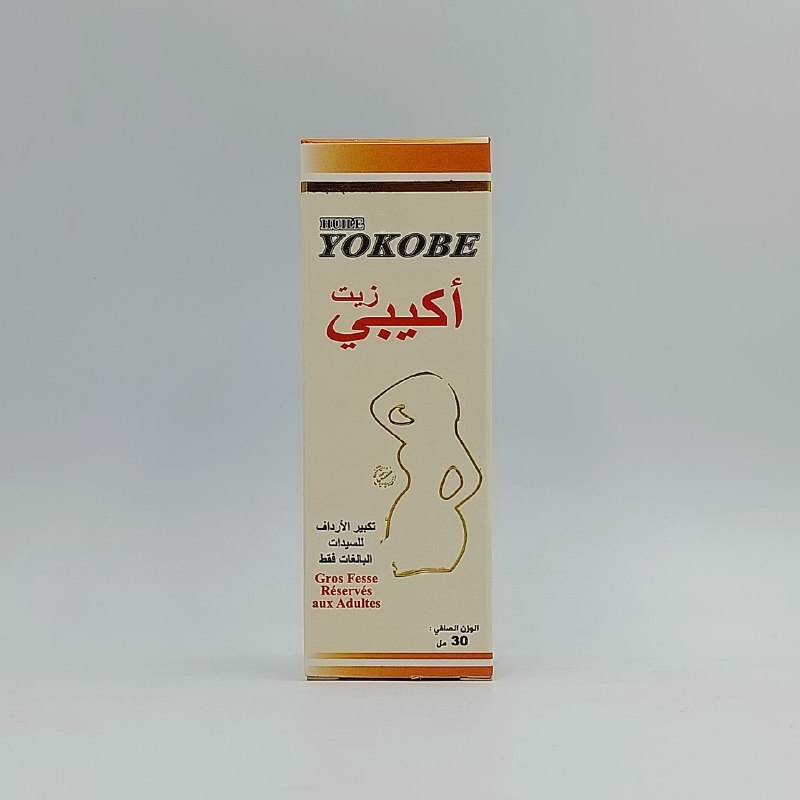 HUILE
YOKOBE
زيت
أكيبي
تكبير الأرداف
للسيدات
البالغات فقط
Gros Fesse
Réservés
aux Adultes
الوزن الصافي :
30 مل